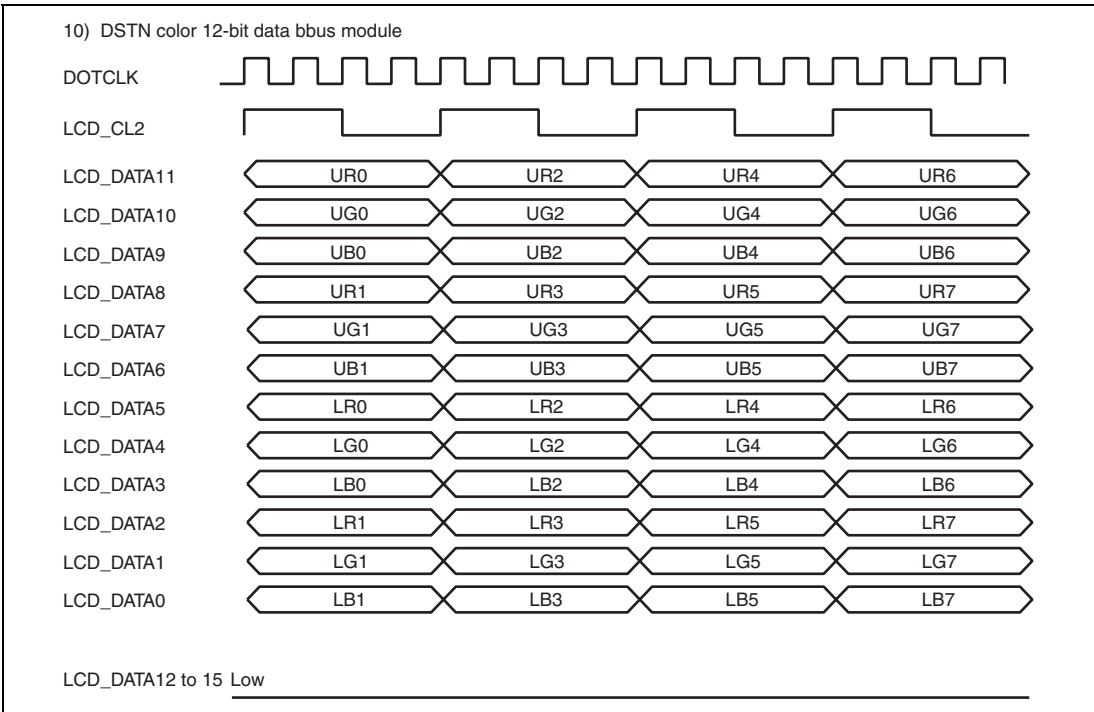 10) DSTN color 12-bit data bbus module
DOTCLK
LCD_CL2
LCD_DATA11 UR0 UR2 UR4 UR6
LCD_DATA10 UG0 UG2 UG4 UG6
LCD_DATA9 UB0 UB2 UB4 UB6
LCD_DATA8 UR1 UR3 UR5 UR7
LCD_DATA7 UG1 UG3 UG5 UG7
LCD_DATA6 UB1 UB3 UB5 UB7
LCD_DATA5 LR0 LR2 LR4 LR6
LCD_DATA4 LG0 LG2 LG4 LG6
LCD_DATA3 LB0 LB2 LB4 LB6
LCD_DATA2 LR1 LR3 LR5 LR7
LCD_DATA1 LG1 LG3 LG5 LG7
LCD_DATA0 LB1 LB3 LB5 LB7
LCD_DATA12 to 15 Low